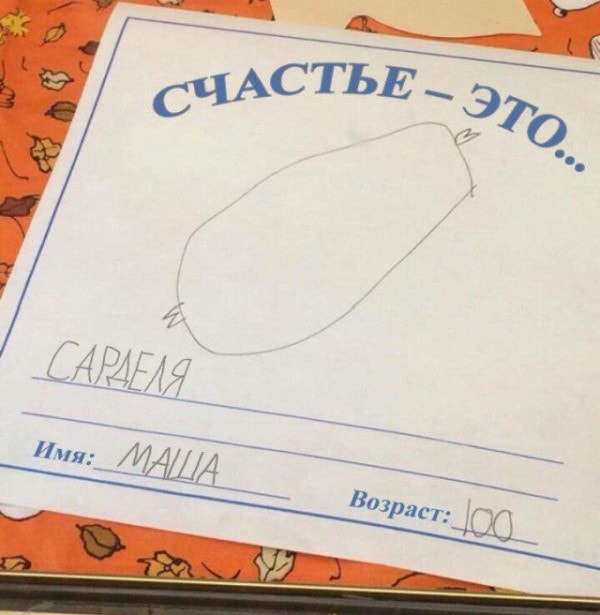 СЧАСТЬЕ – ЭТО...
САРДЕЛЯ
Имя: МАША
Возраст: 100